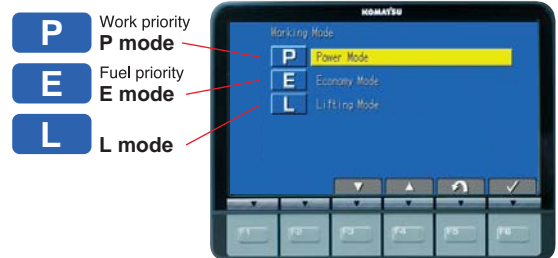 P
Work priority
P mode
E
Fuel priority
E mode
L
L mode
KOMATSU
Working Mode
P Power Mode
E Economy Mode
L Lifting Mode
F1 F2 F3 F4 F5 F6